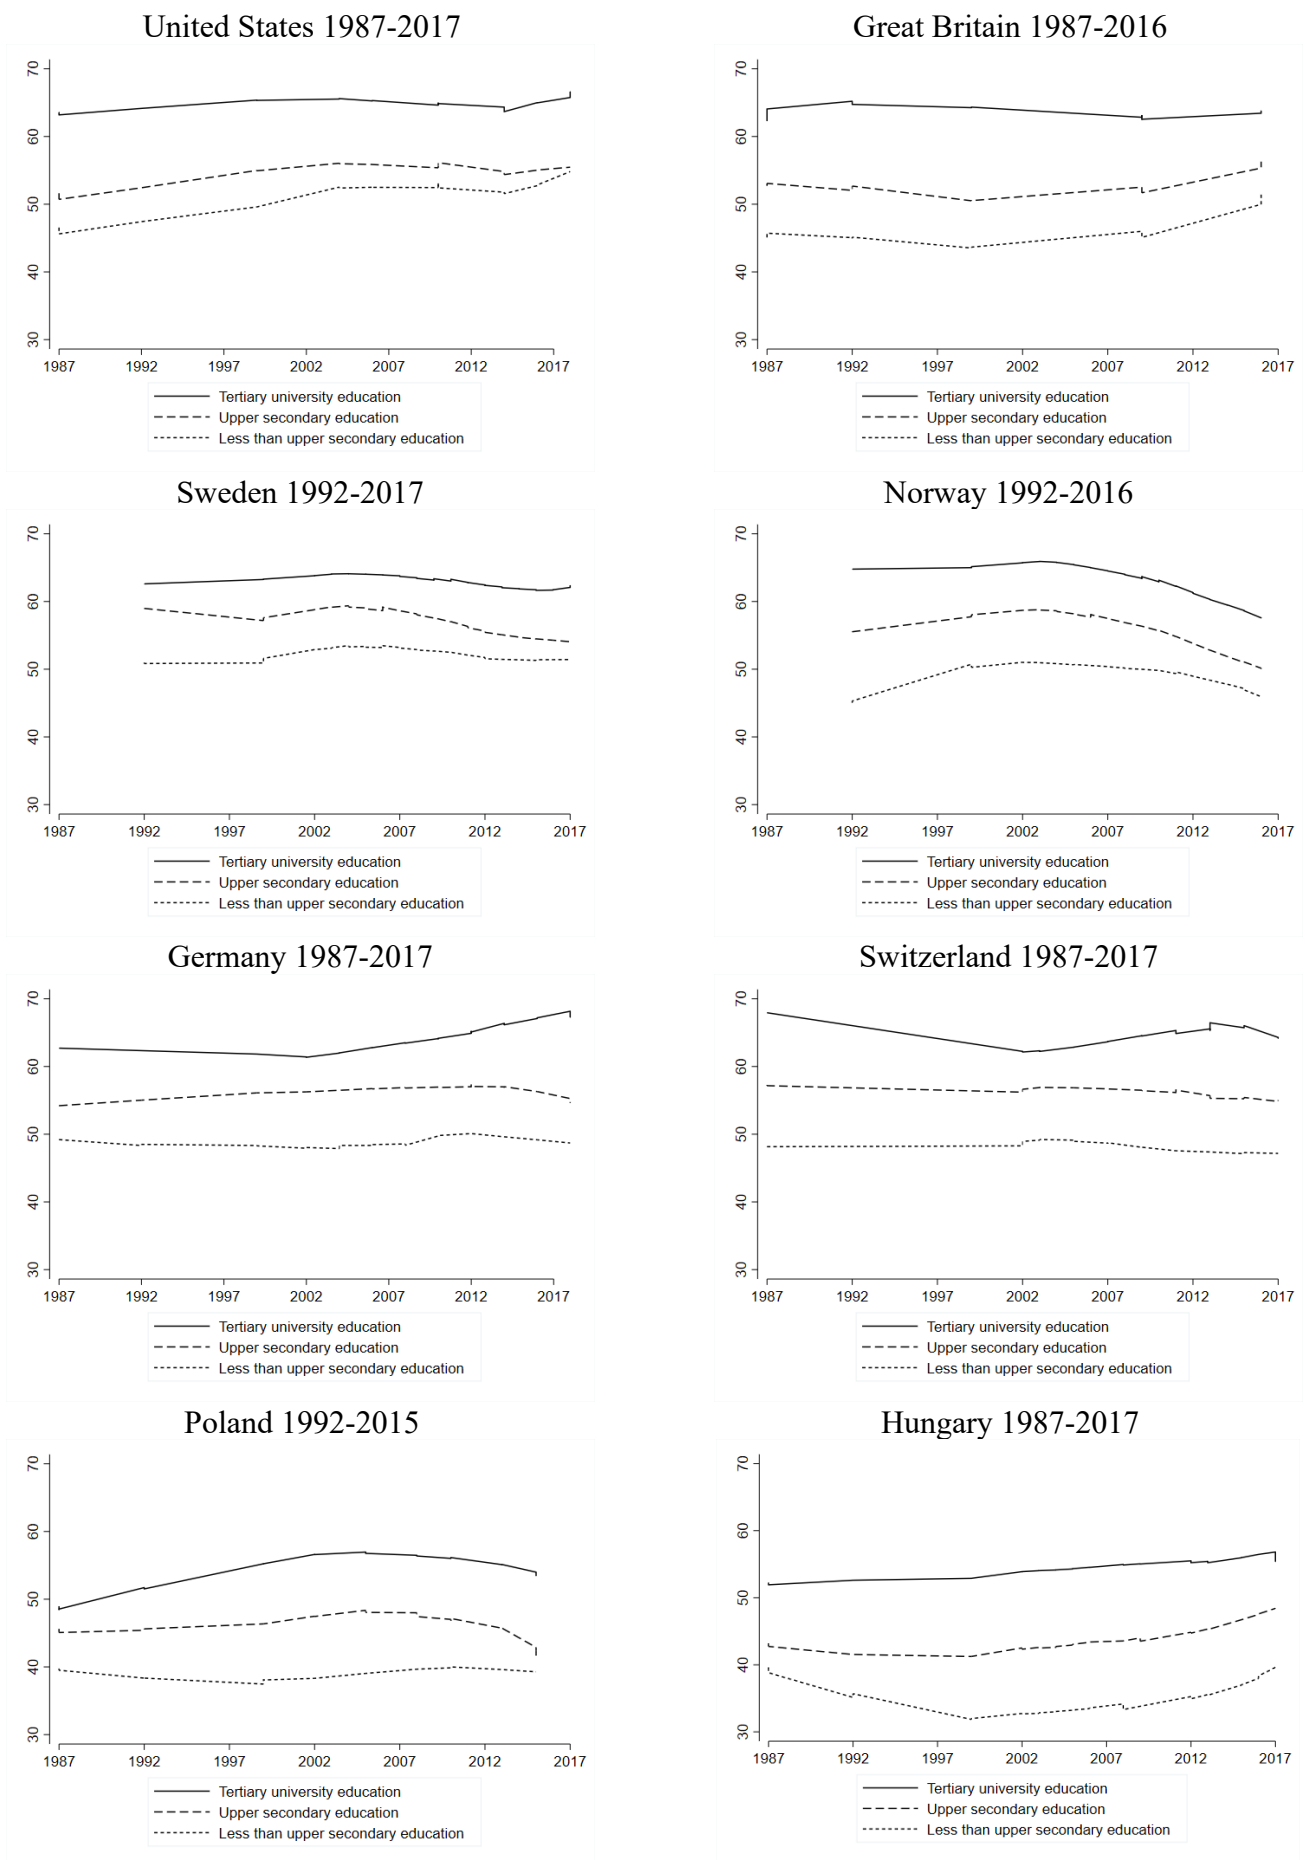 United States 1987-2017
70
60
50
40
30
1987 1992 1997 2002 2007 2012 2017
Tertiary university education
Upper secondary education
Less than upper secondary education
Great Britain 1987-2016
70
60
50
40
30
1987 1992 1997 2002 2007 2012 2017
Tertiary university education
Upper secondary education
Less than upper secondary education
Sweden 1992-2017
70
60
50
40
30
1987 1992 1997 2002 2007 2012 2017
Tertiary university education
Upper secondary education
Less than upper secondary education
Norway 1992-2016
70
60
50
40
30
1987 1992 1997 2002 2007 2012 2017
Tertiary university education
Upper secondary education
Less than upper secondary education
Germany 1987-2017
70
60
50
40
30
1987 1992 1997 2002 2007 2012 2017
Tertiary university education
Upper secondary education
Less than upper secondary education
Switzerland 1987-2017
70
60
50
40
30
1987 1992 1997 2002 2007 2012 2017
Tertiary university education
Upper secondary education
Less than upper secondary education
Poland 1992-2015
70
60
50
40
30
1987 1992 1997 2002 2007 2012 2017
Tertiary university education
Upper secondary education
Less than upper secondary education
Hungary 1987-2017
70
60
50
40
30
1987 1992 1997 2002 2007 2012 2017
Tertiary university education
Upper secondary education
Less than upper secondary education